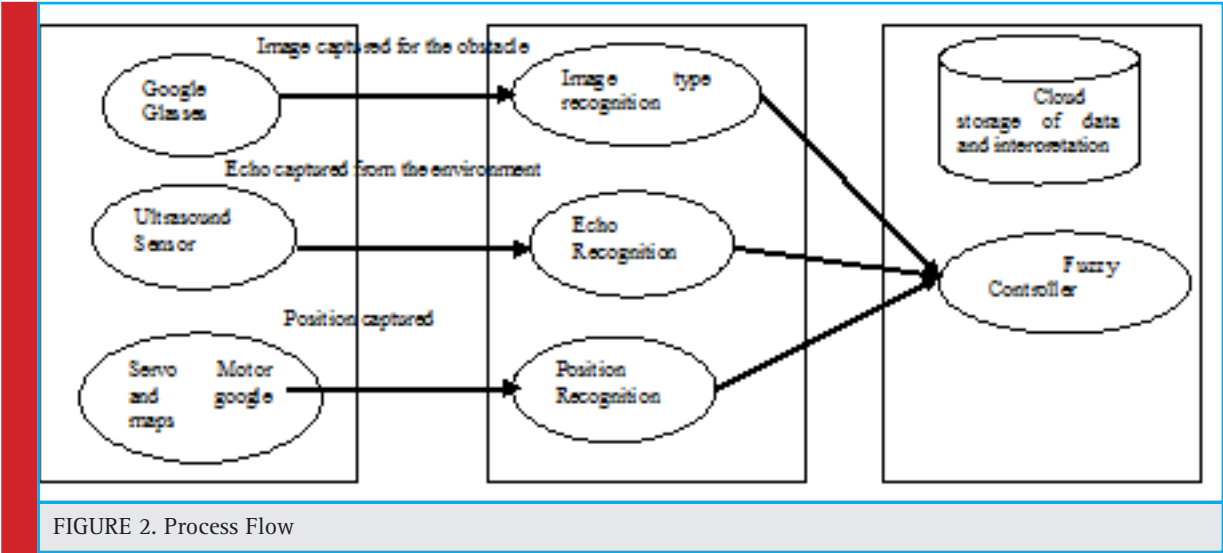 Image captured for the obstacle
Google
Glasses
Image type
recognition
Cloud
storage of data
and interpretation
Echo captured from the environment
Ultrasound
Sensor
Echo
Recognition
Fuzzy
Controller
Position captured
Servo Motor
and google
maps
Position
Recognition
FIGURE 2. Process Flow